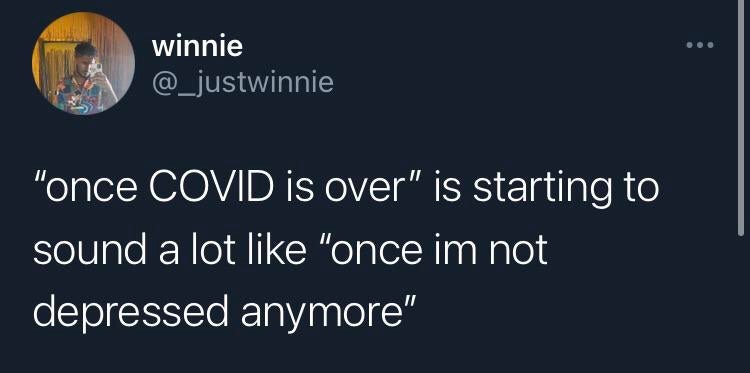 winnie
@_justwinnie
“once COVID is over” is starting to
sound a lot like “once im not
depressed anymore”